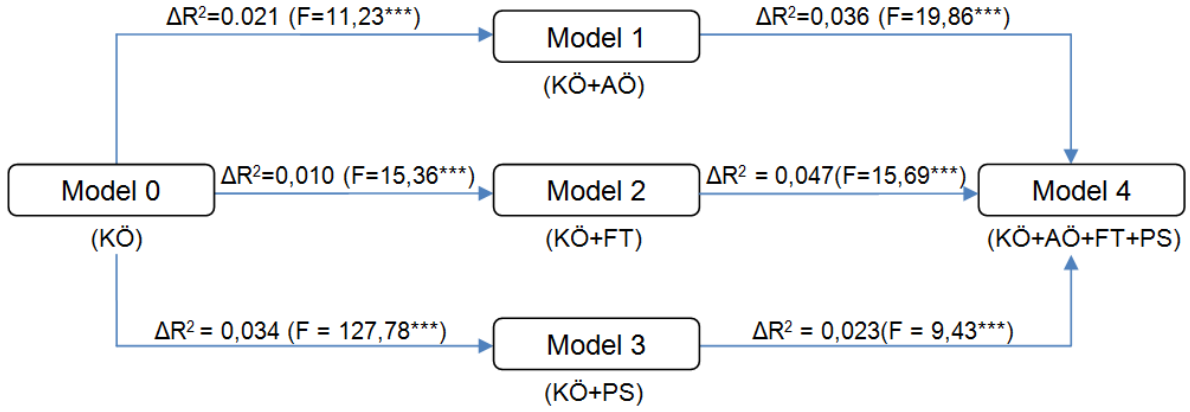 ΔR²=0.021 (F=11,23***)
Model 1
(KÖ+AÖ)
ΔR²=0,036 (F=19,86***)
Model 0
(KÖ)
ΔR²=0,010 (F=15,36***)
Model 2
(KÖ+FT)
ΔR² = 0,047(F=15,69***)
Model 4
(KÖ+AÖ+FT+PS)
ΔR² = 0,034 (F = 127,78***)
Model 3
(KÖ+PS)
ΔR² = 0,023(F = 9,43***)